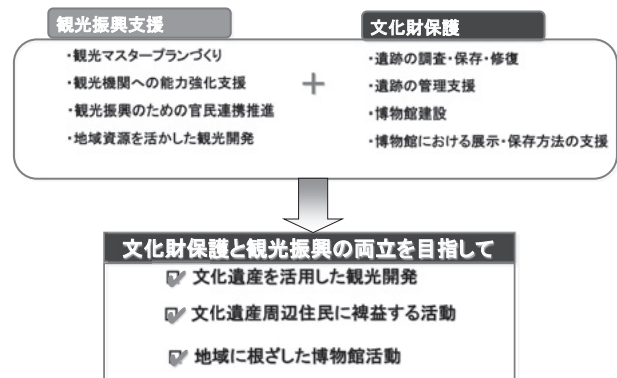 観光振興支援
・観光マスタープランづくり
・観光機関への能力強化支援
・観光振興のための官民連携推進
・地域資源を活かした観光開発
＋
文化財保護
・遺跡の調査・保存・修復
・遺跡の管理支援
・博物館建設
・博物館における展示・保存方法の支援
文化財保護と観光振興の両立を目指して
文化遺産を活用した観光開発
文化遺産周辺住民に裨益する活動
地域に根ざした博物館活動